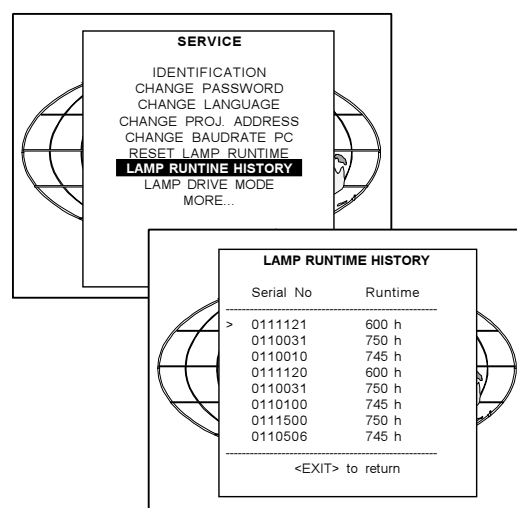 SERVICE
IDENTIFICATION
CHANGE PASSWORD
CHANGE LANGUAGE
CHANGE PROJ. ADDRESS
CHANGE BAUDRATE PC
RESET LAMP RUNTIME
LAMP RUNTINE HISTORY
LAMP DRIVE MODE
MORE...
LAMP RUNTIME HISTORY
Serial No Runtime
> 0111121 600 h
0110031 750 h
0110010 745 h
0111120 600 h
0110031 750 h
0110100 745 h
0111500 750 h
0110506 745 h
<EXIT> to return